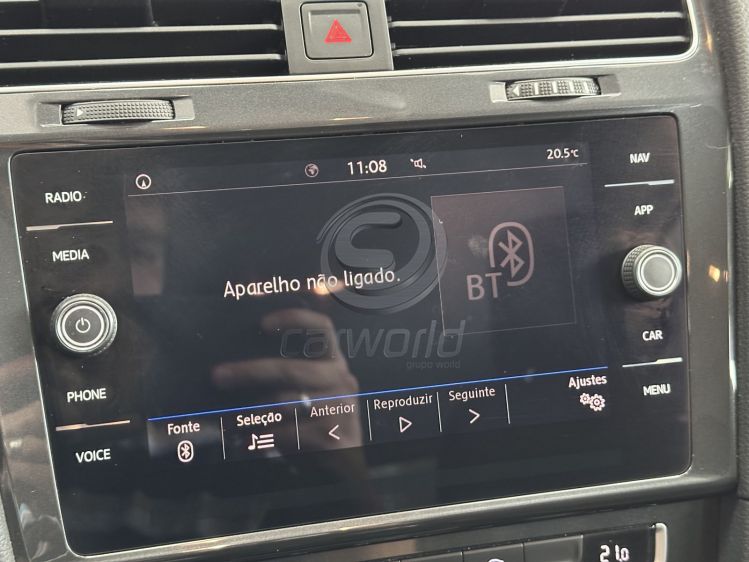 11:08
20.5°c
RADIO
MEDIA
PHONE
VOICE
NAV
APP
CAR
MENU
Aparelho não ligado.
BT
Fonte
Seleção
Anterior
Reproduzir
Seguinte
Ajustes
carworld
grupo world